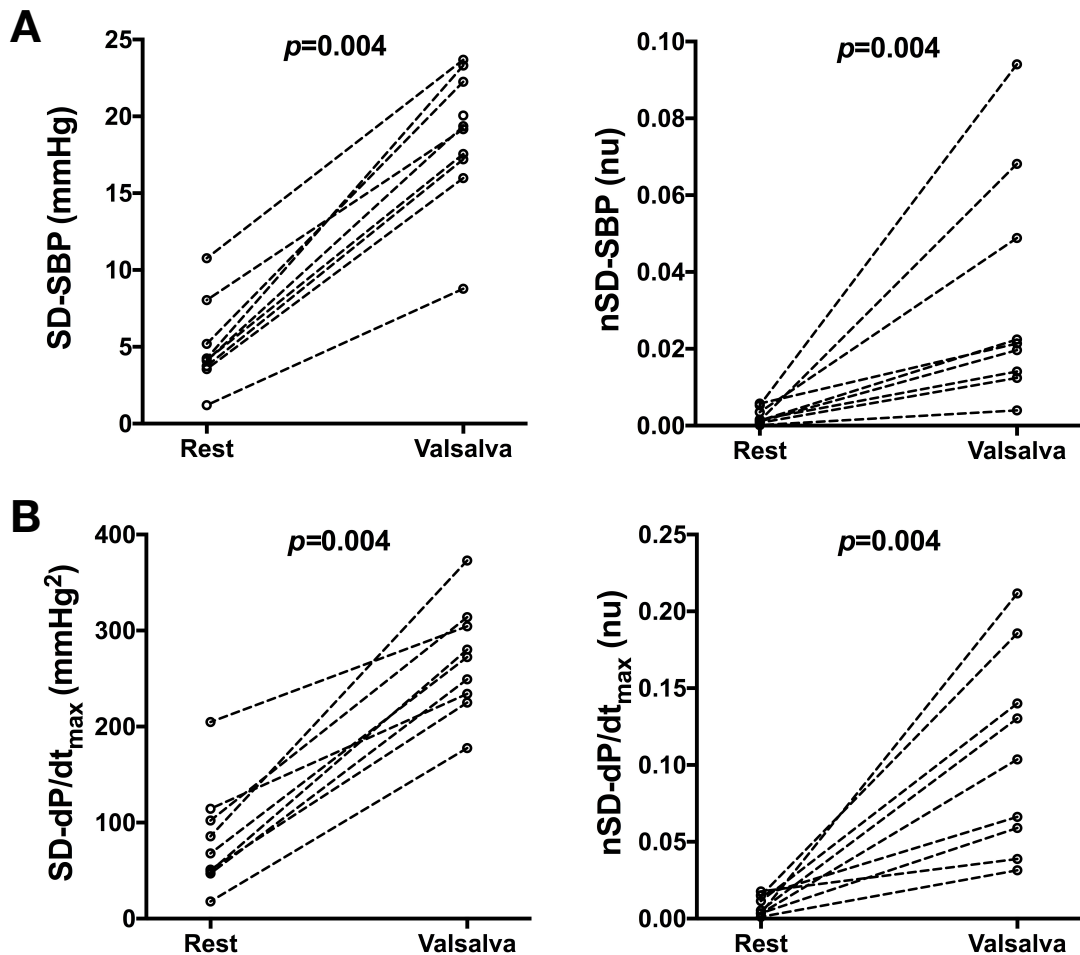 A
p=0.004
SD-SBP (mmHg)
25
20
15
10
5
0
Rest Valsalva
p=0.004
nSD-SBP (nu)
0.10
0.08
0.06
0.04
0.02
0.00
Rest Valsalva
B
p=0.004
SD-dP/dtmax (mmHg²)
400
300
200
100
0
Rest Valsalva
p=0.004
nSD-dP/dtmax (nu)
0.25
0.20
0.15
0.10
0.05
0.00
Rest Valsalva